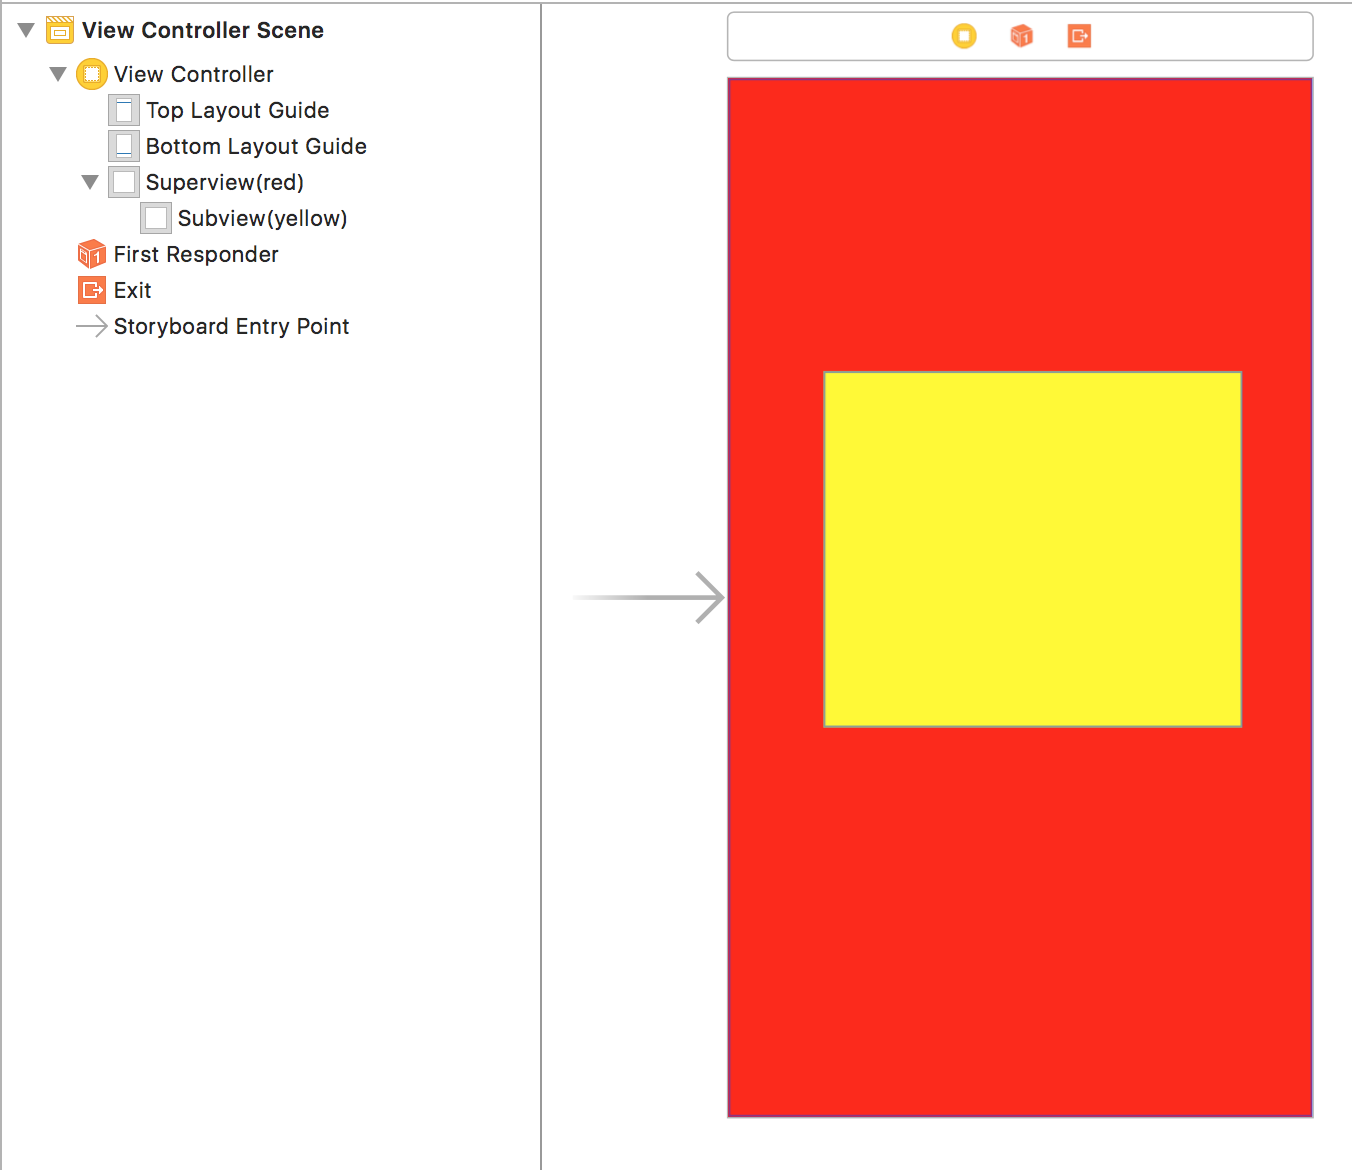 View Controller Scene
View Controller
Top Layout Guide
Bottom Layout Guide
Superview(red)
Subview(yellow)
First Responder
Exit
Storyboard Entry Point